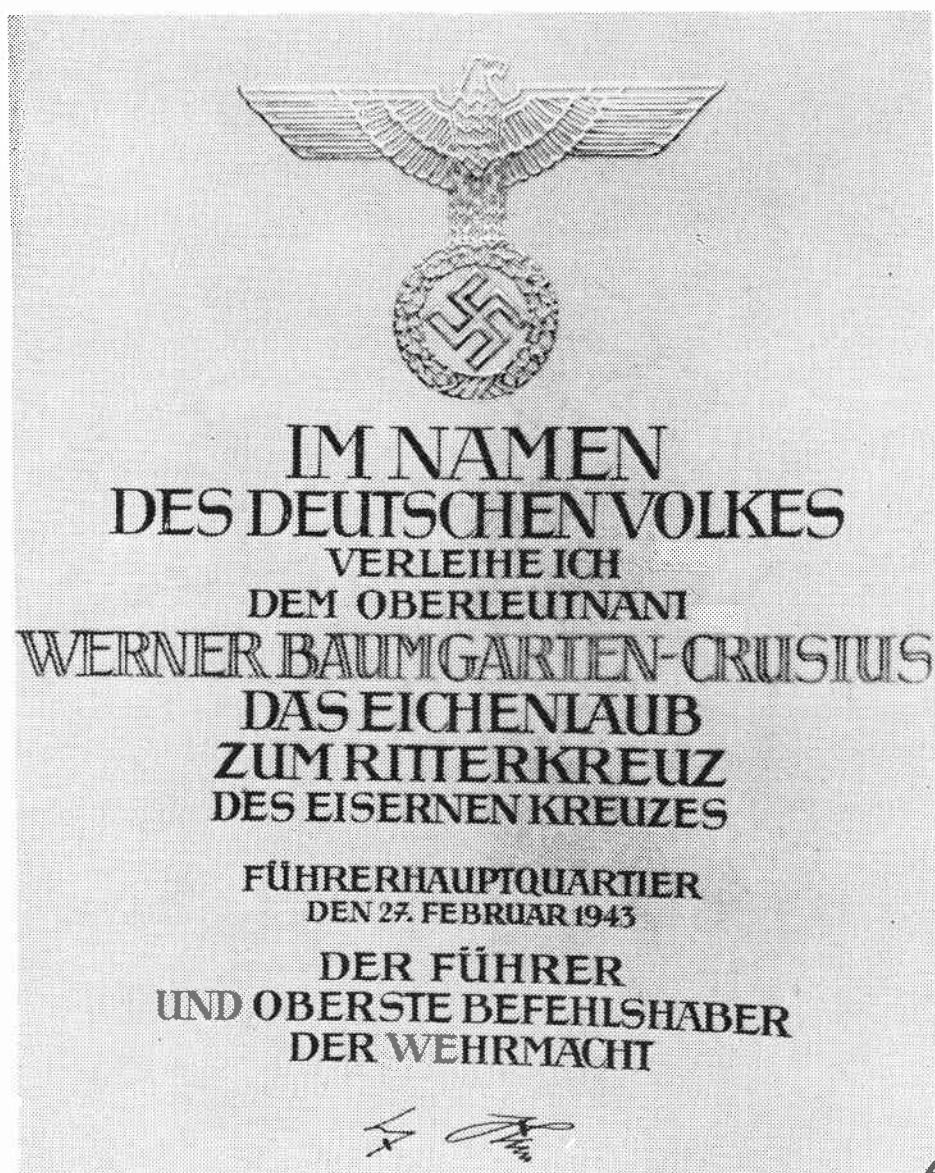 IM NAMEN
DES DEUTSCHEN VOLKES
VERLEIHE ICH
DEM OBERLEUTNANT
WERNER BAUMGARTEN-CRUSIUS
DAS EICHENLAUB
ZUM RITTERKREUZ
DES EISERNEN KREUZES
FÜHRERHAUPTQUARTIER
DEN 27. FEBRUAR 1943
DER FÜHRER
UND OBERSTE BEFEHLSHABER
DER WEHRMACHT